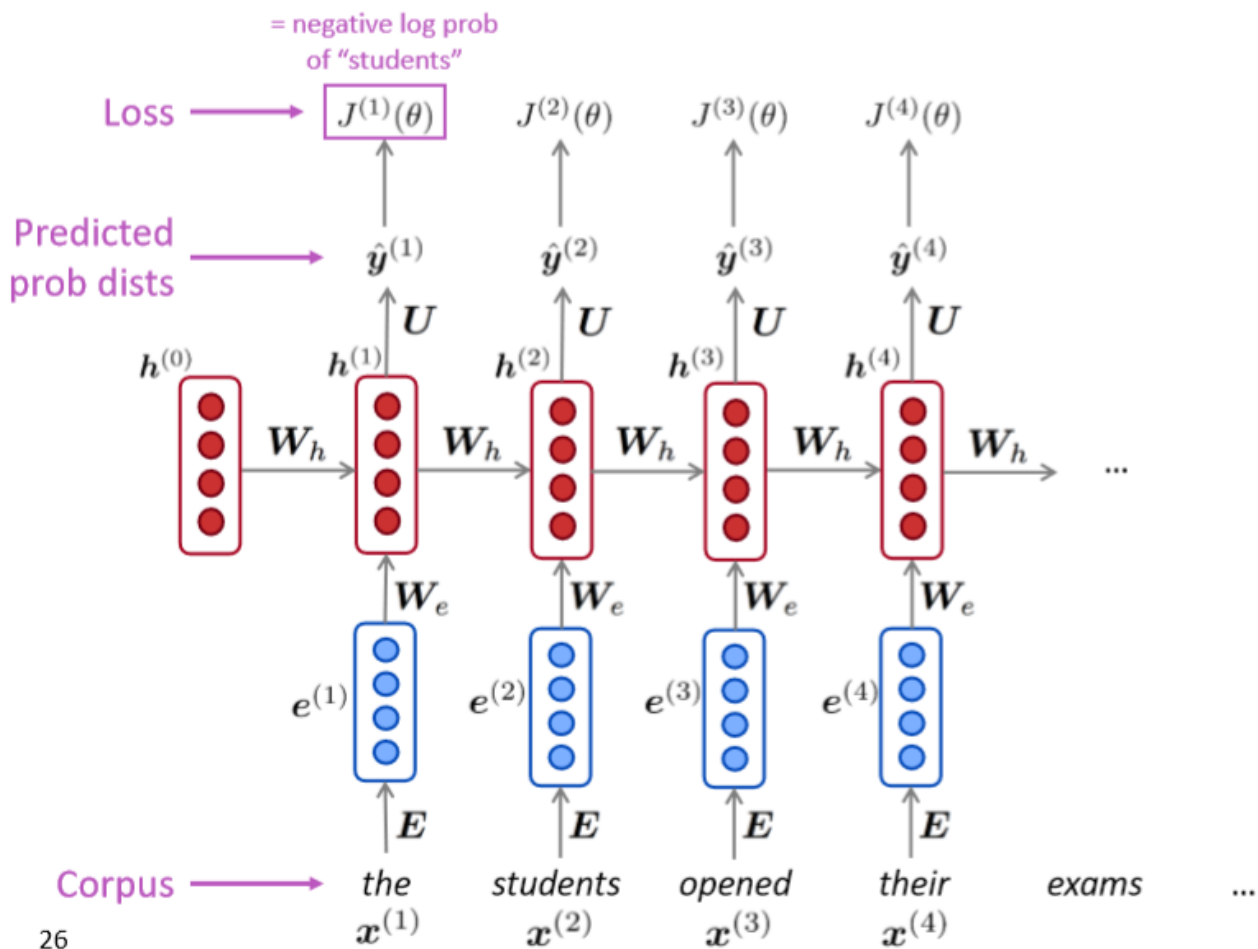 = negative log prob
of “students”
Loss J^{(1)}(θ) J^{(2)}(θ) J^{(3)}(θ) J^{(4)}(θ)
Predicted
prob dists
ŷ^{(1)} ŷ^{(2)} ŷ^{(3)} ŷ^{(4)}
U U U U
h^{(0)} h^{(1)} h^{(2)} h^{(3)} h^{(4)}
W_h W_h W_h W_h W_h ...
W_e W_e W_e W_e
e^{(1)} e^{(2)} e^{(3)} e^{(4)}
E E E E
Corpus the students opened their exams ...
x^{(1)} x^{(2)} x^{(3)} x^{(4)}
26